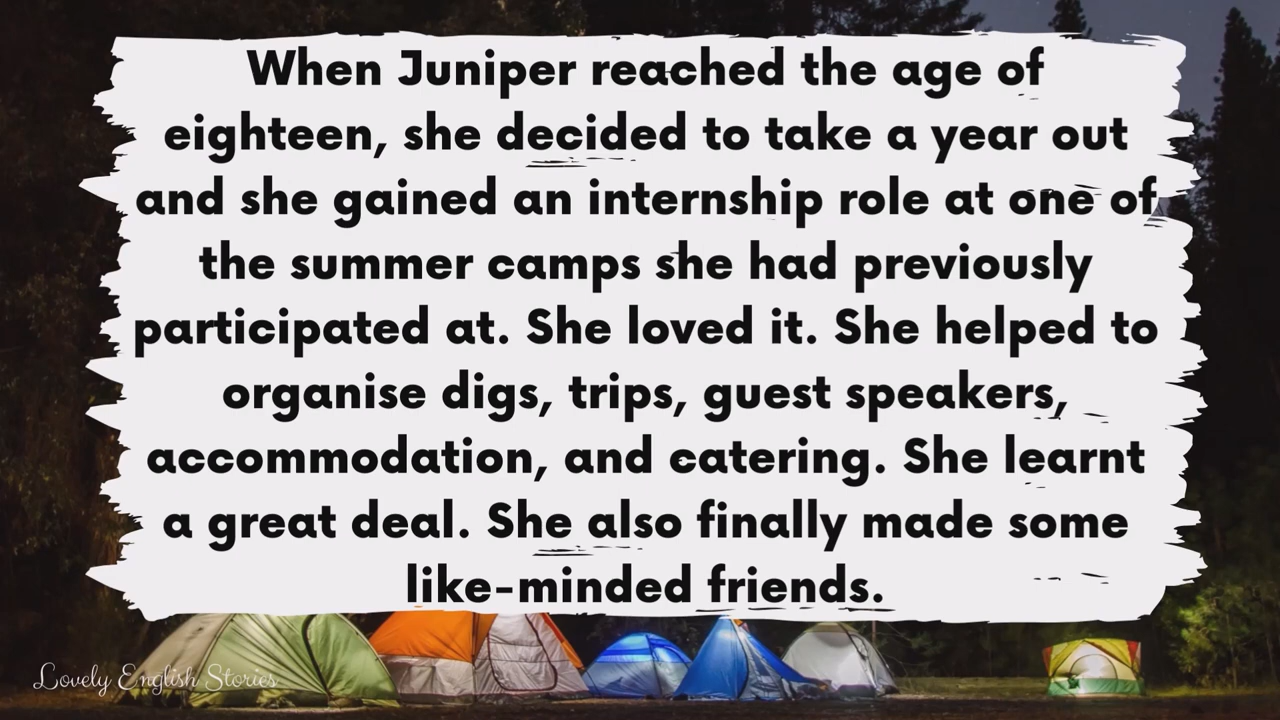 When Juniper reached the age of
eighteen, she decided to take a year out
and she gained an internship role at one of
the summer camps she had previously
participated at. She loved it. She helped to
organise digs, trips, guest speakers,
accommodation, and catering. She learnt
a great deal. She also finally made some
like-minded friends.
Lovely English Stories